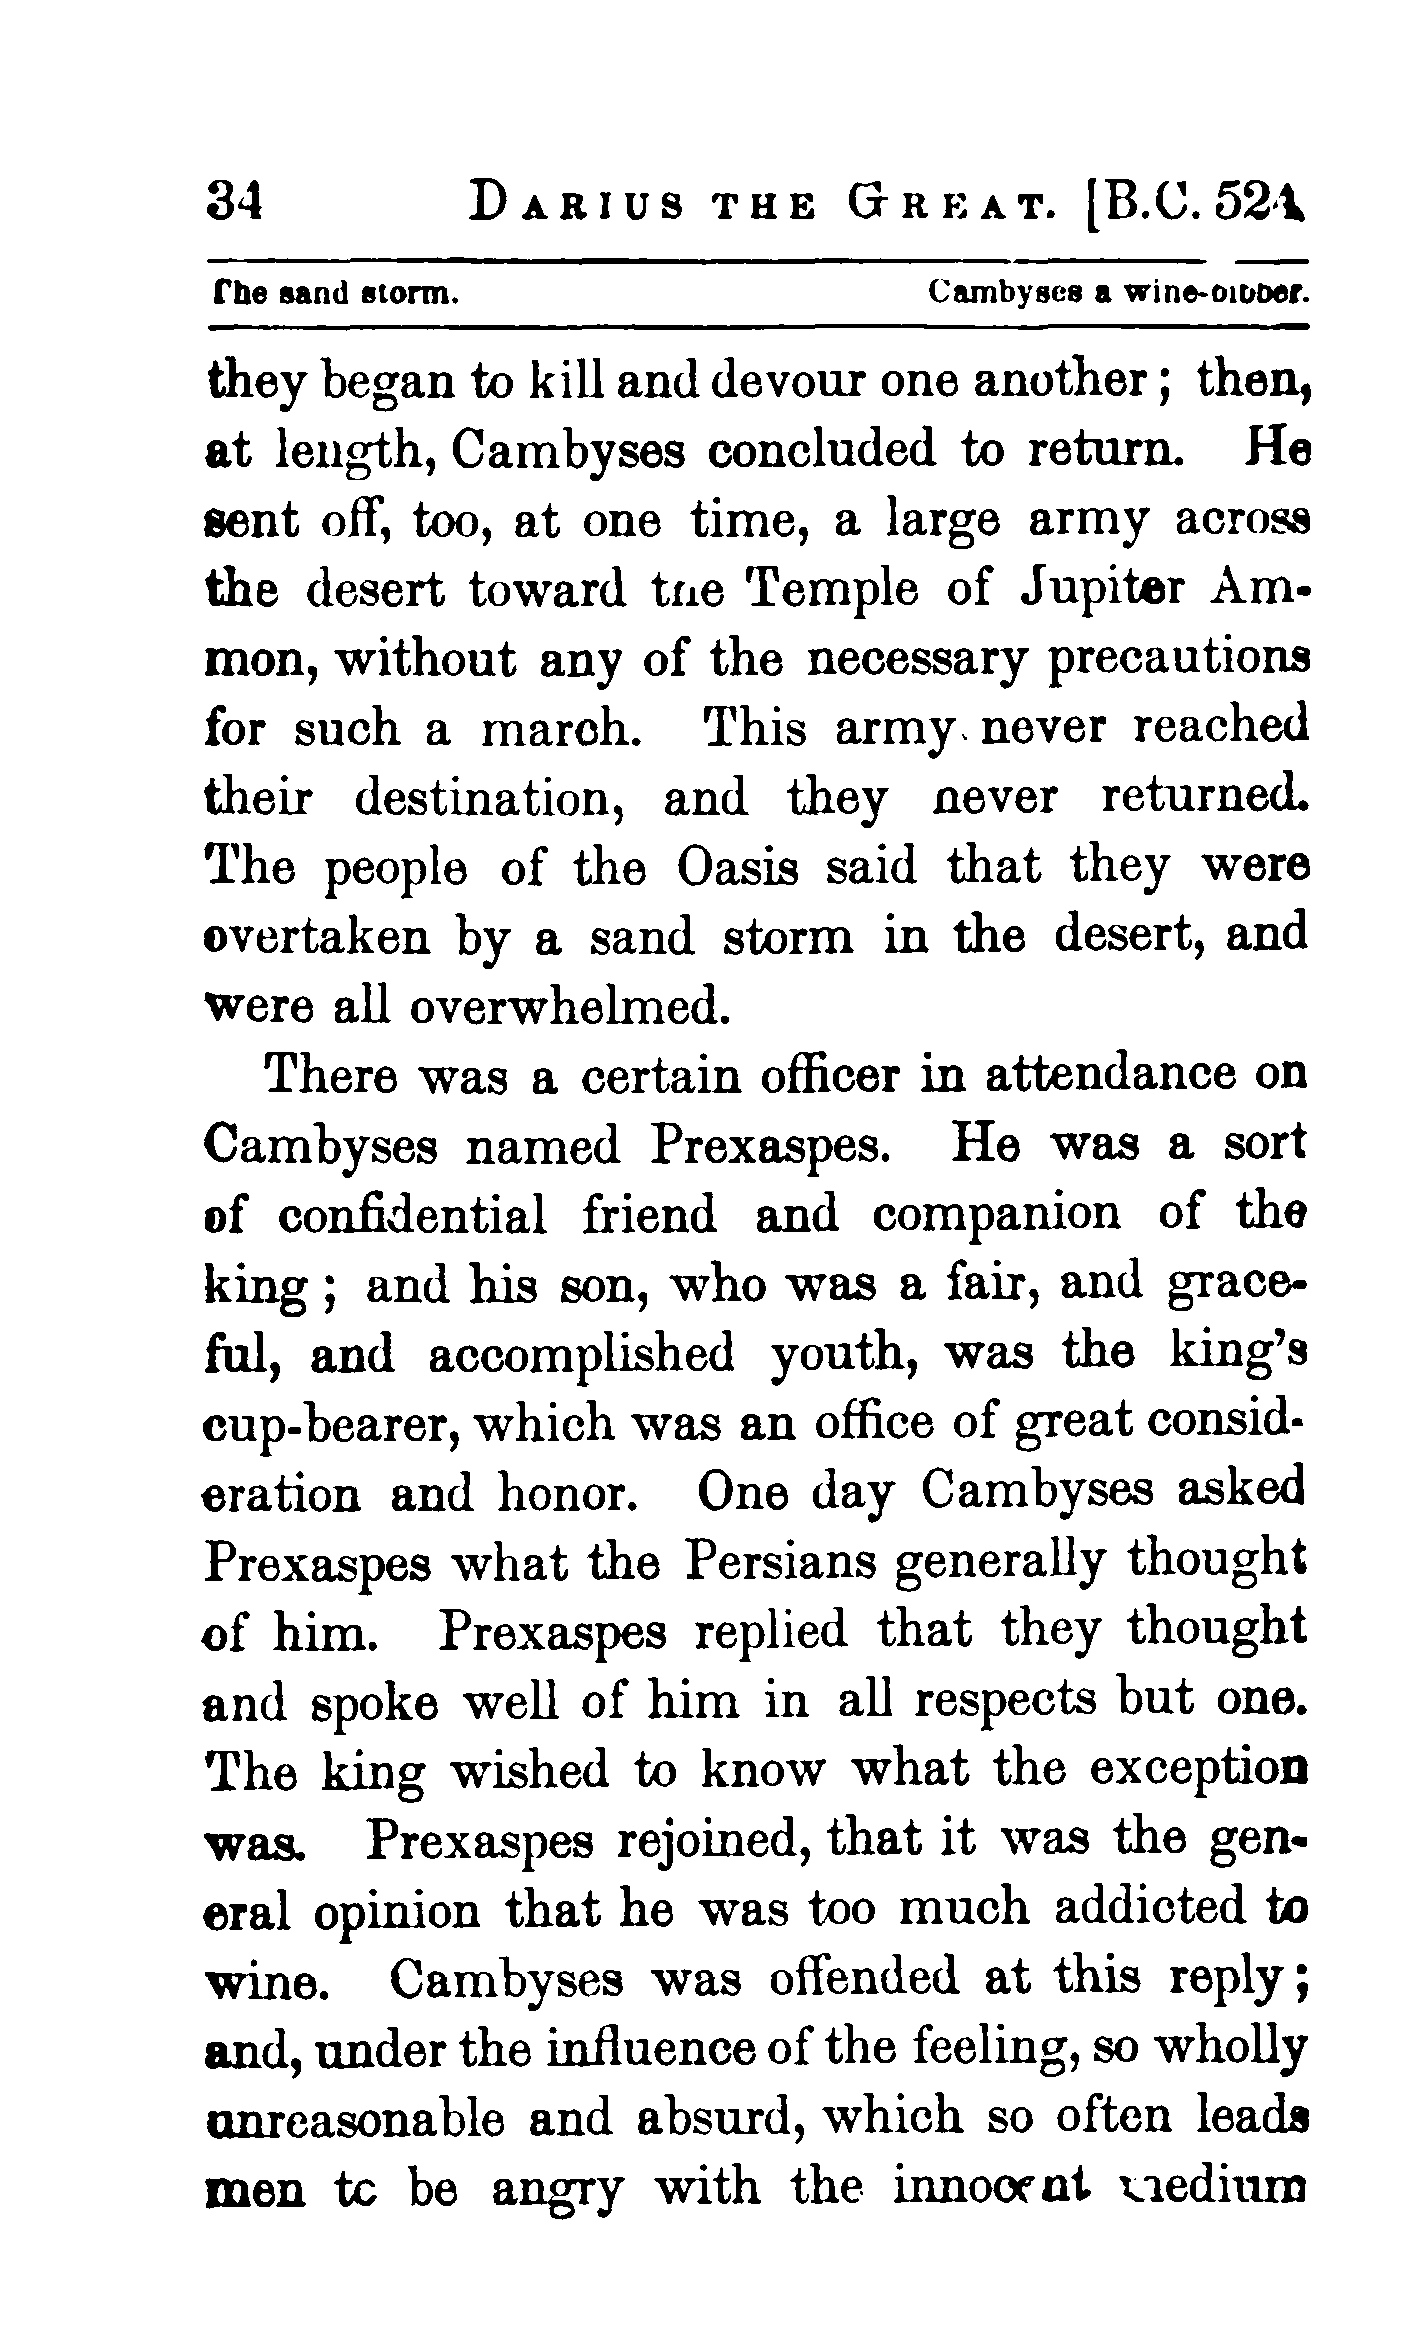 34 DARIUS THE GREAT. [B.C. 524
The sand storm. Cambyses a wine-bibber.
they began to kill and devour one another; then,
at length, Cambyses concluded to return. He
sent off, too, at one time, a large army across
the desert toward the Temple of Jupiter Am-
mon, without any of the necessary precautions
for such a march. This army never reached
their destination, and they never returned.
The people of the Oasis said that they were
overtaken by a sand storm in the desert, and
were all overwhelmed.
There was a certain officer in attendance on
Cambyses named Prexaspes. He was a sort
of confidential friend and companion of the
king; and his son, who was a fair, and grace-
ful, and accomplished youth, was the king's
cup-bearer, which was an office of great consid-
eration and honor. One day Cambyses asked
Prexaspes what the Persians generally thought
of him. Prexaspes replied that they thought
and spoke well of him in all respects but one.
The king wished to know what the exception
was. Prexaspes rejoined, that it was the gen-
eral opinion that he was too much addicted to
wine. Cambyses was offended at this reply;
and, under the influence of the feeling, so wholly
unreasonable and absurd, which so often leads
men to be angry with the innocent medium